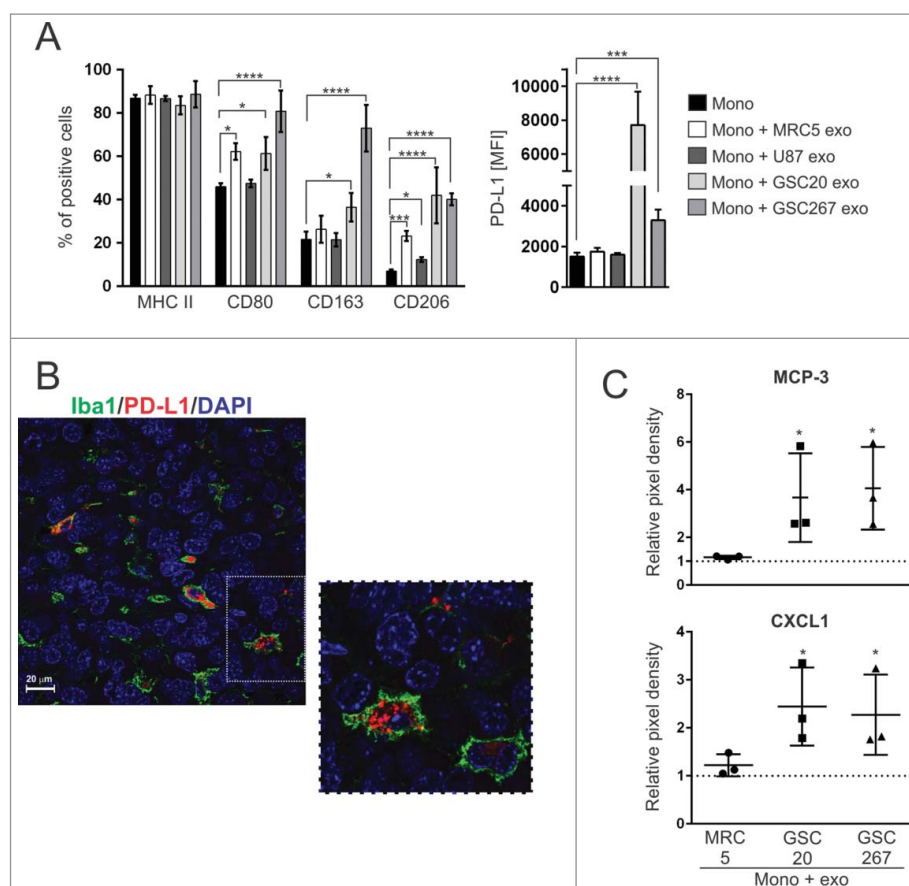 A
% of positive cells
100
80
60
40
20
0
****
*
*
****
*
****
****
*
***
MHC II
CD80
CD163
CD206
PD-L1 [MFI]
10000
8000
6000
4000
2000
0
***
****
Mono
Mono + MRC5 exo
Mono + U87 exo
Mono + GSC20 exo
Mono + GSC267 exo
B
Iba1/PD-L1/DAPI
20 μm
C
MCP-3
Relative pixel density
8
6
4
2
1
0
*
*
CXCL1
Relative pixel density
4
3
2
1
0
*
*
MRC
5
GSC
20
GSC
267
Mono + exo